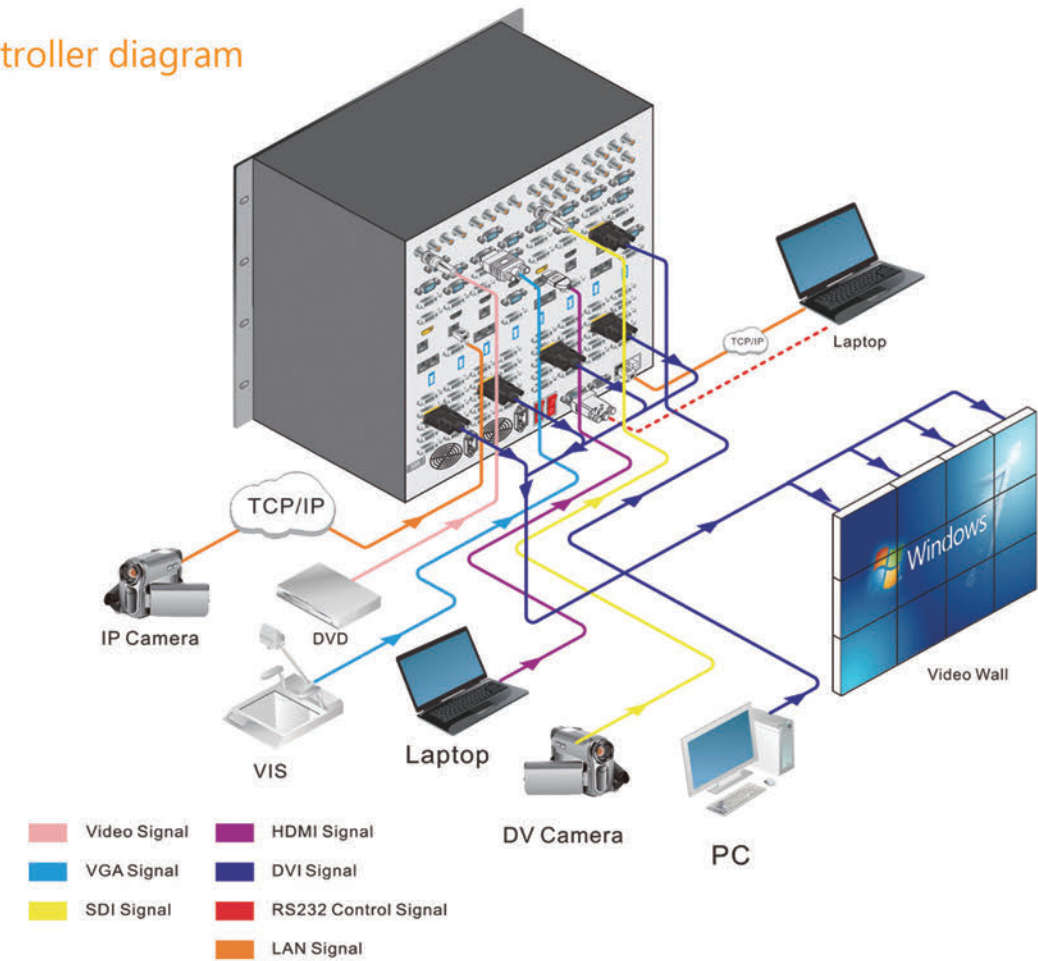 troller diagram
TCP/IP
Laptop
TCP/IP
IP Camera
DVD
Windows 7
Video Wall
VIS
Laptop
DV Camera
PC
Video Signal
HDMI Signal
VGA Signal
DVI Signal
SDI Signal
RS232 Control Signal
LAN Signal